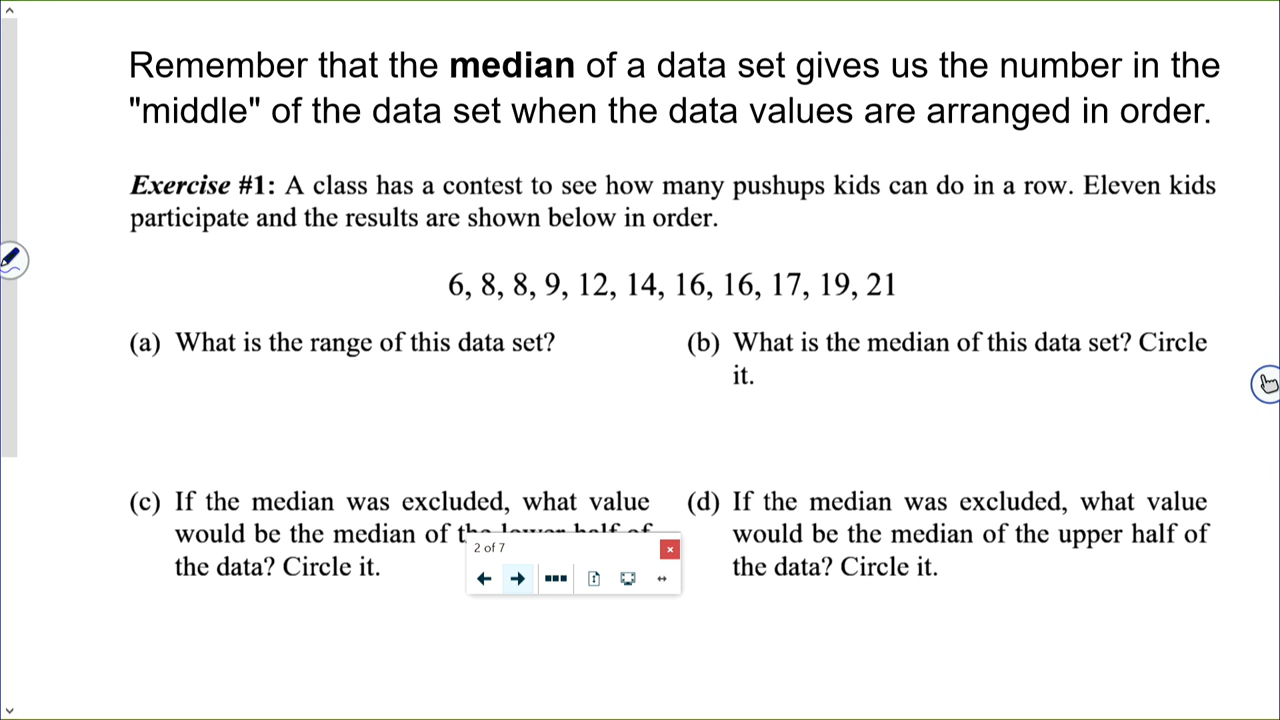 Remember that the median of a data set gives us the number in the
"middle" of the data set when the data values are arranged in order.
Exercise #1: A class has a contest to see how many pushups kids can do in a row. Eleven kids
participate and the results are shown below in order.
6, 8, 8, 9, 12, 14, 16, 16, 17, 19, 21
(a) What is the range of this data set?
(b) What is the median of this data set? Circle
it.
(c) If the median was excluded, what value
would be the median of the lower half of
the data? Circle it.
(d) If the median was excluded, what value
would be the median of the upper half of
the data? Circle it.
2 of 7